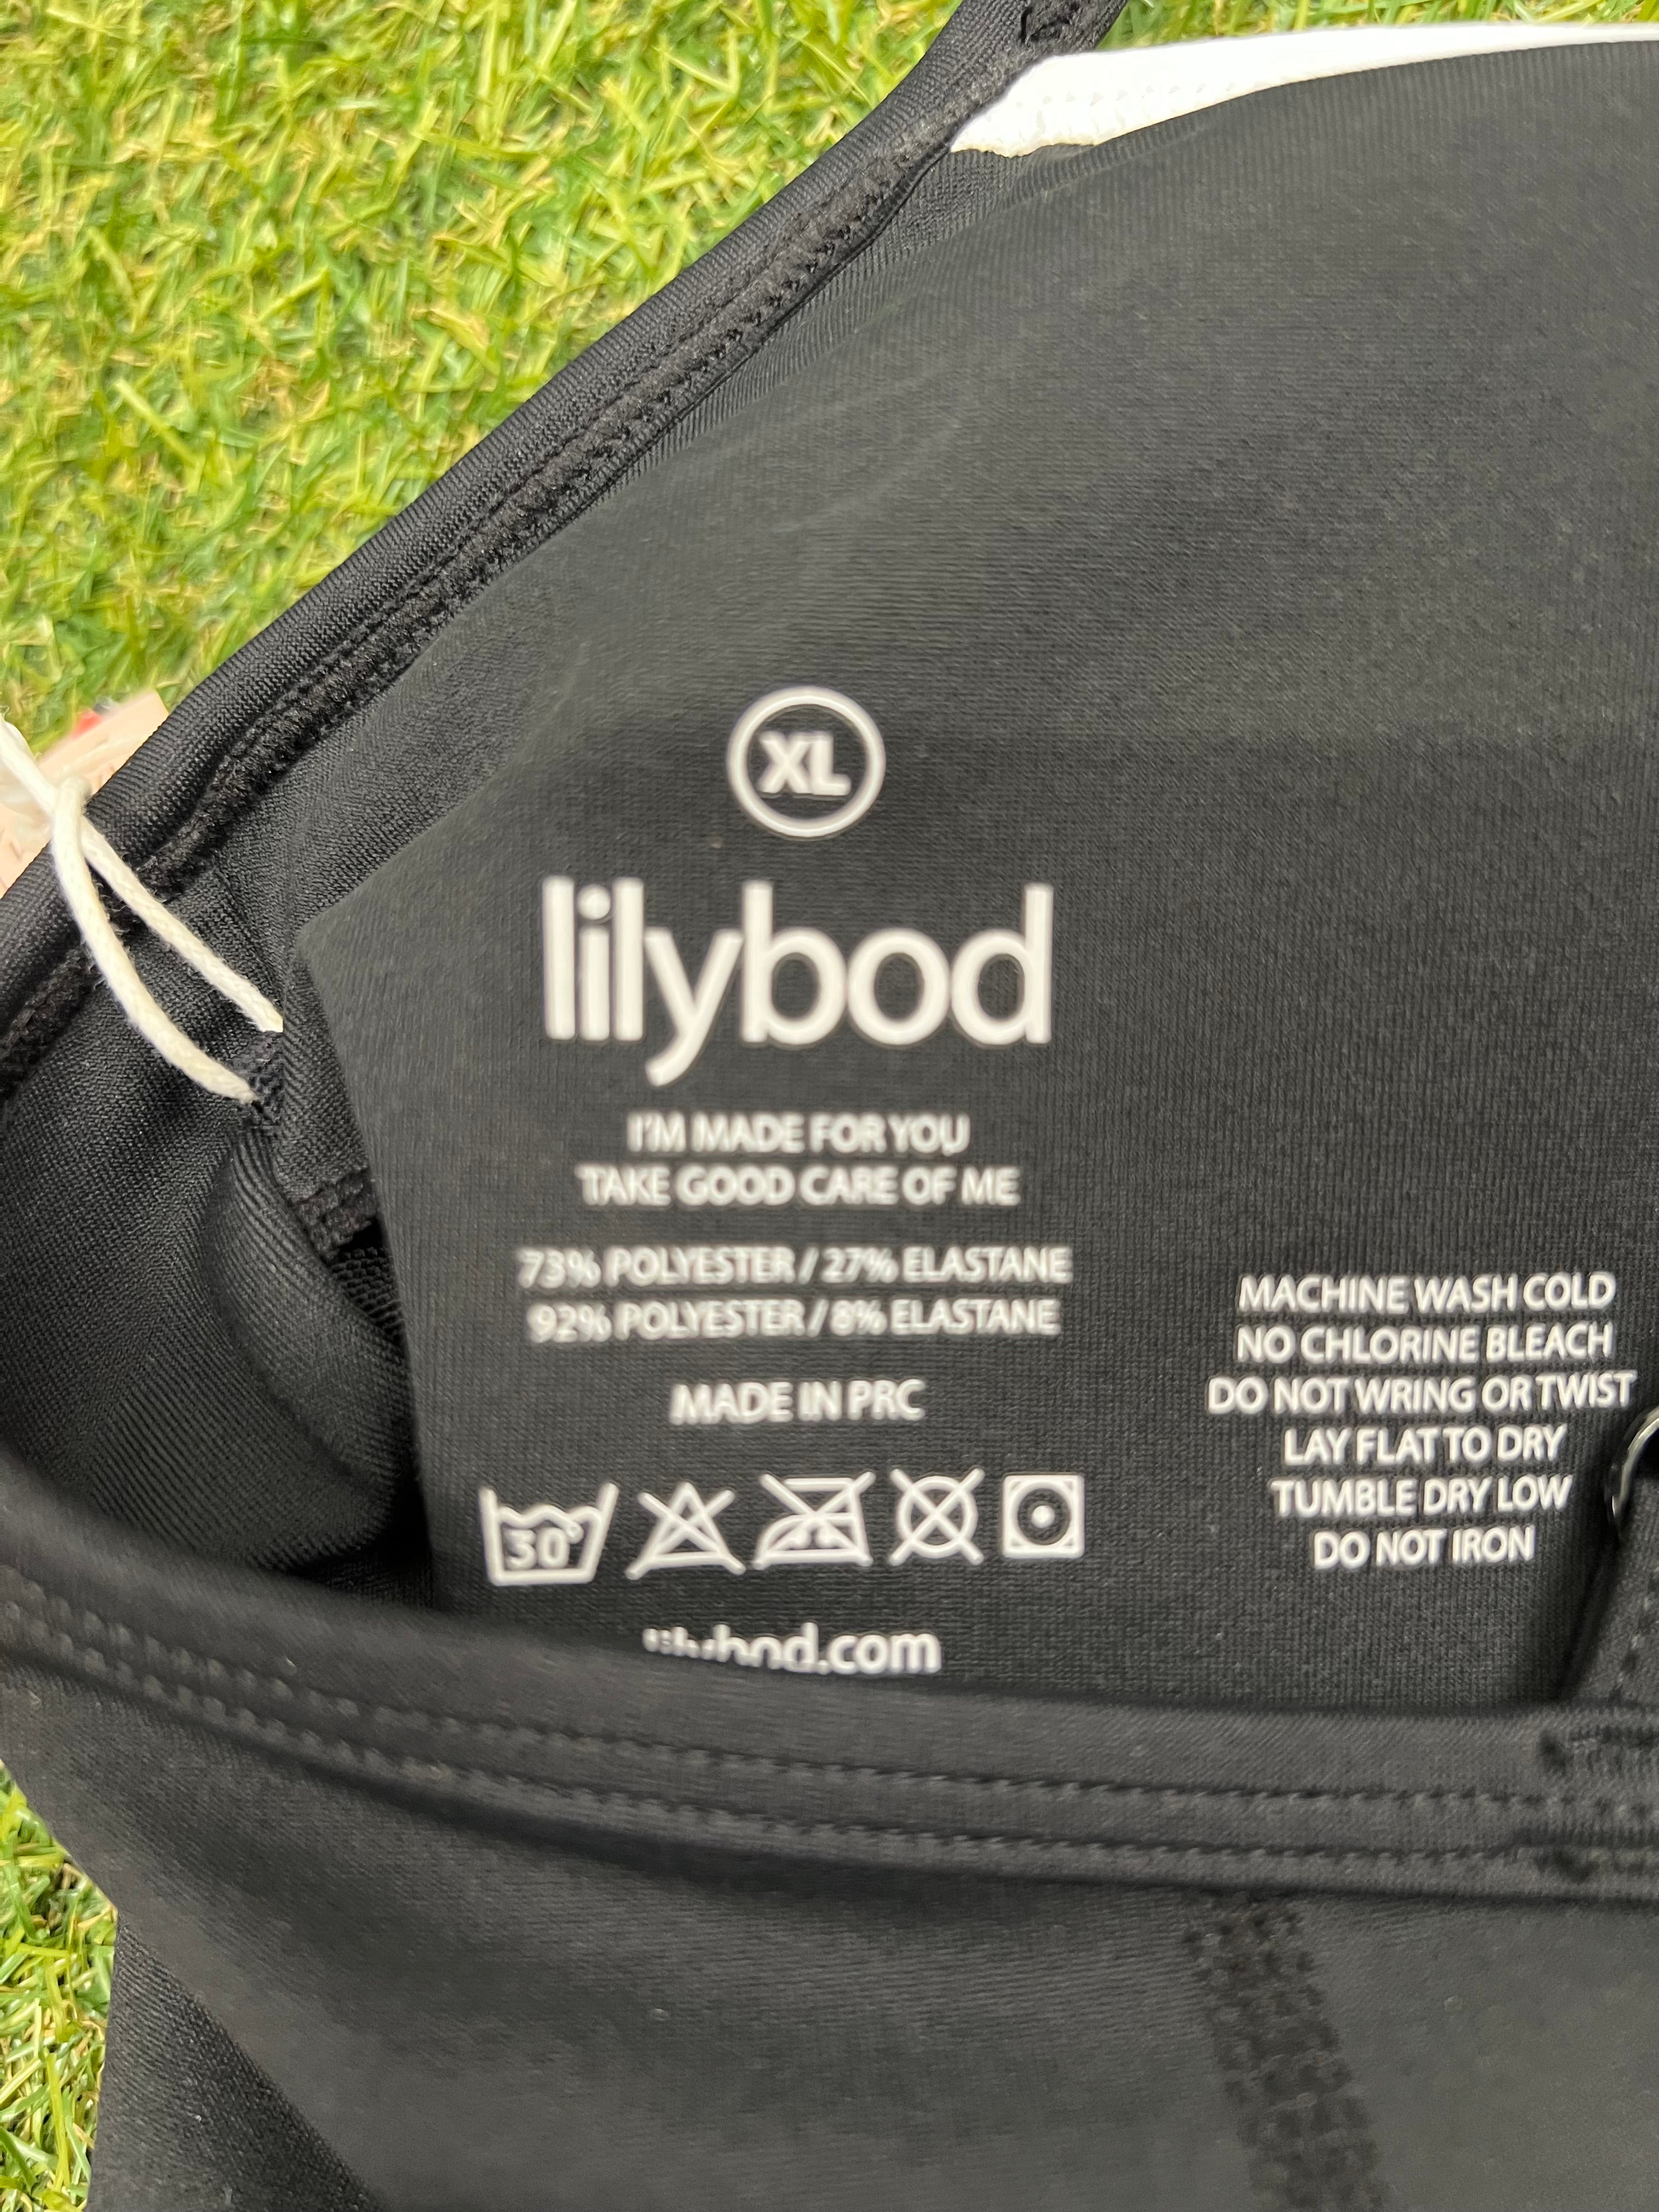 XL
lilybod
I'M MADE FOR YOU
TAKE GOOD CARE OF ME
73% POLYESTER / 27% ELASTANE
92% POLYESTER / 8% ELASTANE
MADE IN PRC
30°
lilybod.com
MACHINE WASH COLD
NO CHLORINE BLEACH
DO NOT WRING OR TWIST
LAY FLAT TO DRY
TUMBLE DRY LOW
DO NOT IRON